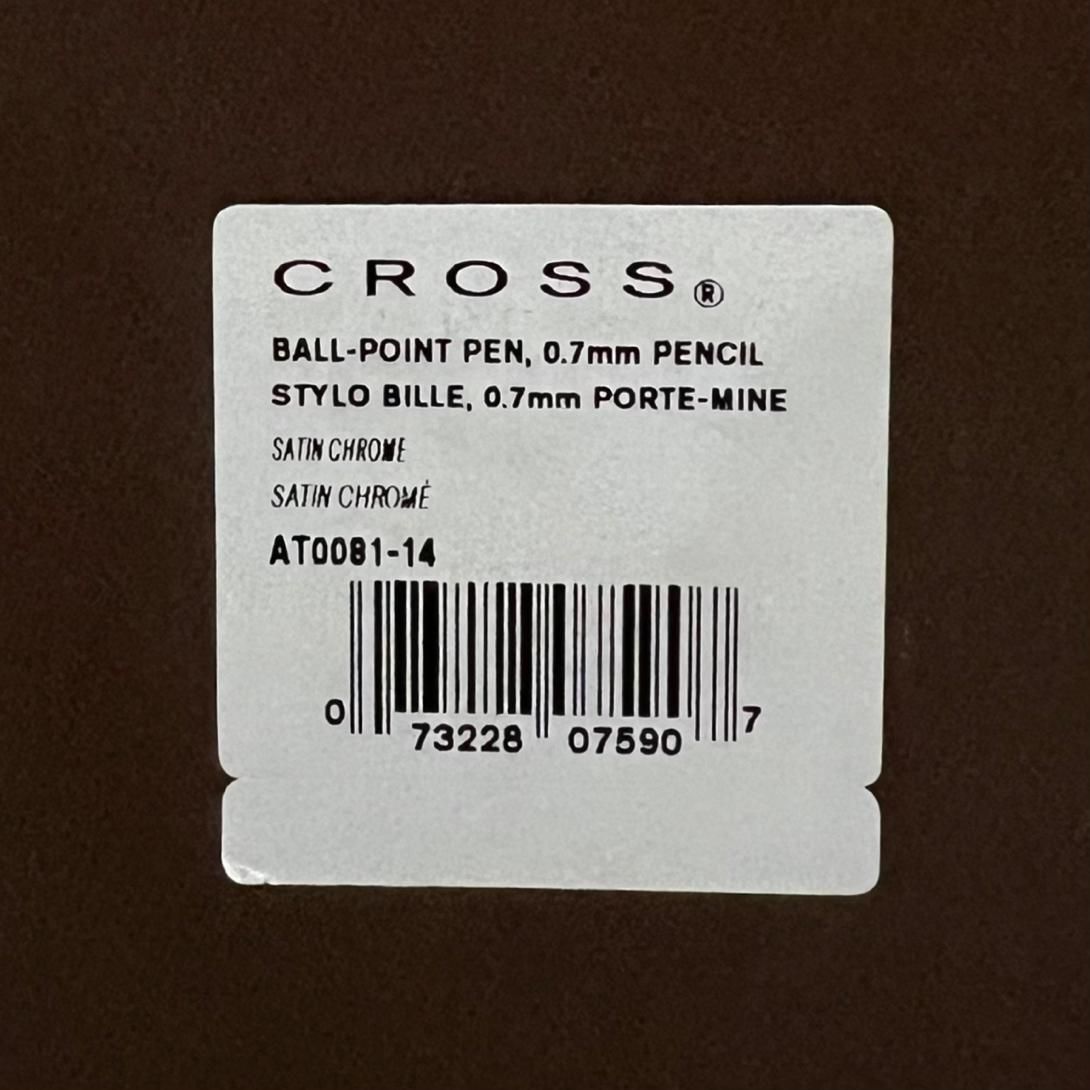 CROSS®
BALL-POINT PEN, 0.7mm PENCIL
STYLO BILLE, 0.7mm PORTE-MINE
SATIN CHROME
SATIN CHROMÉ
AT0081-14
0 73228 07590 7